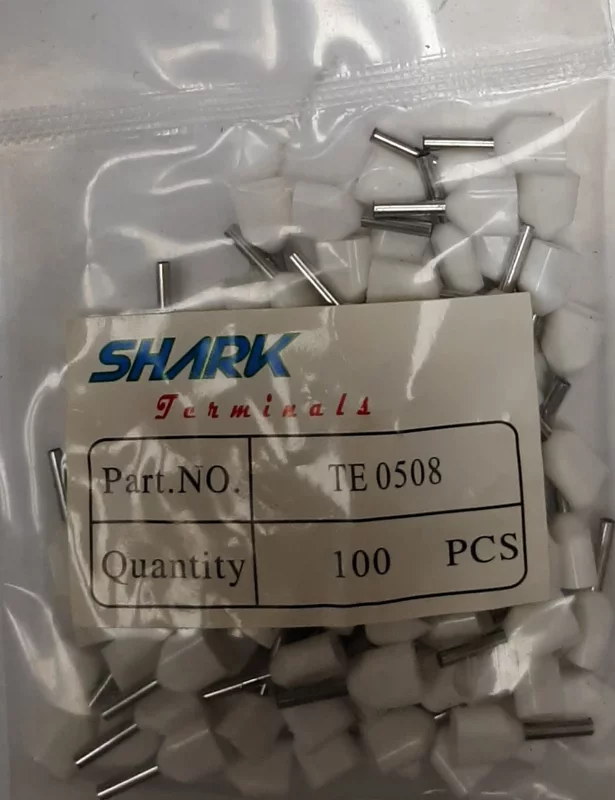 SHARK
Terminals
Part.NO. TE 0508
Quantity 100 PCS